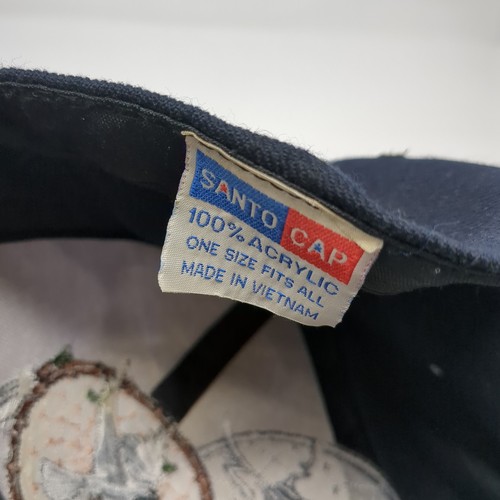 SANTO CAP
100% ACRYLIC
ONE SIZE FITS ALL
MADE IN VIETNAM